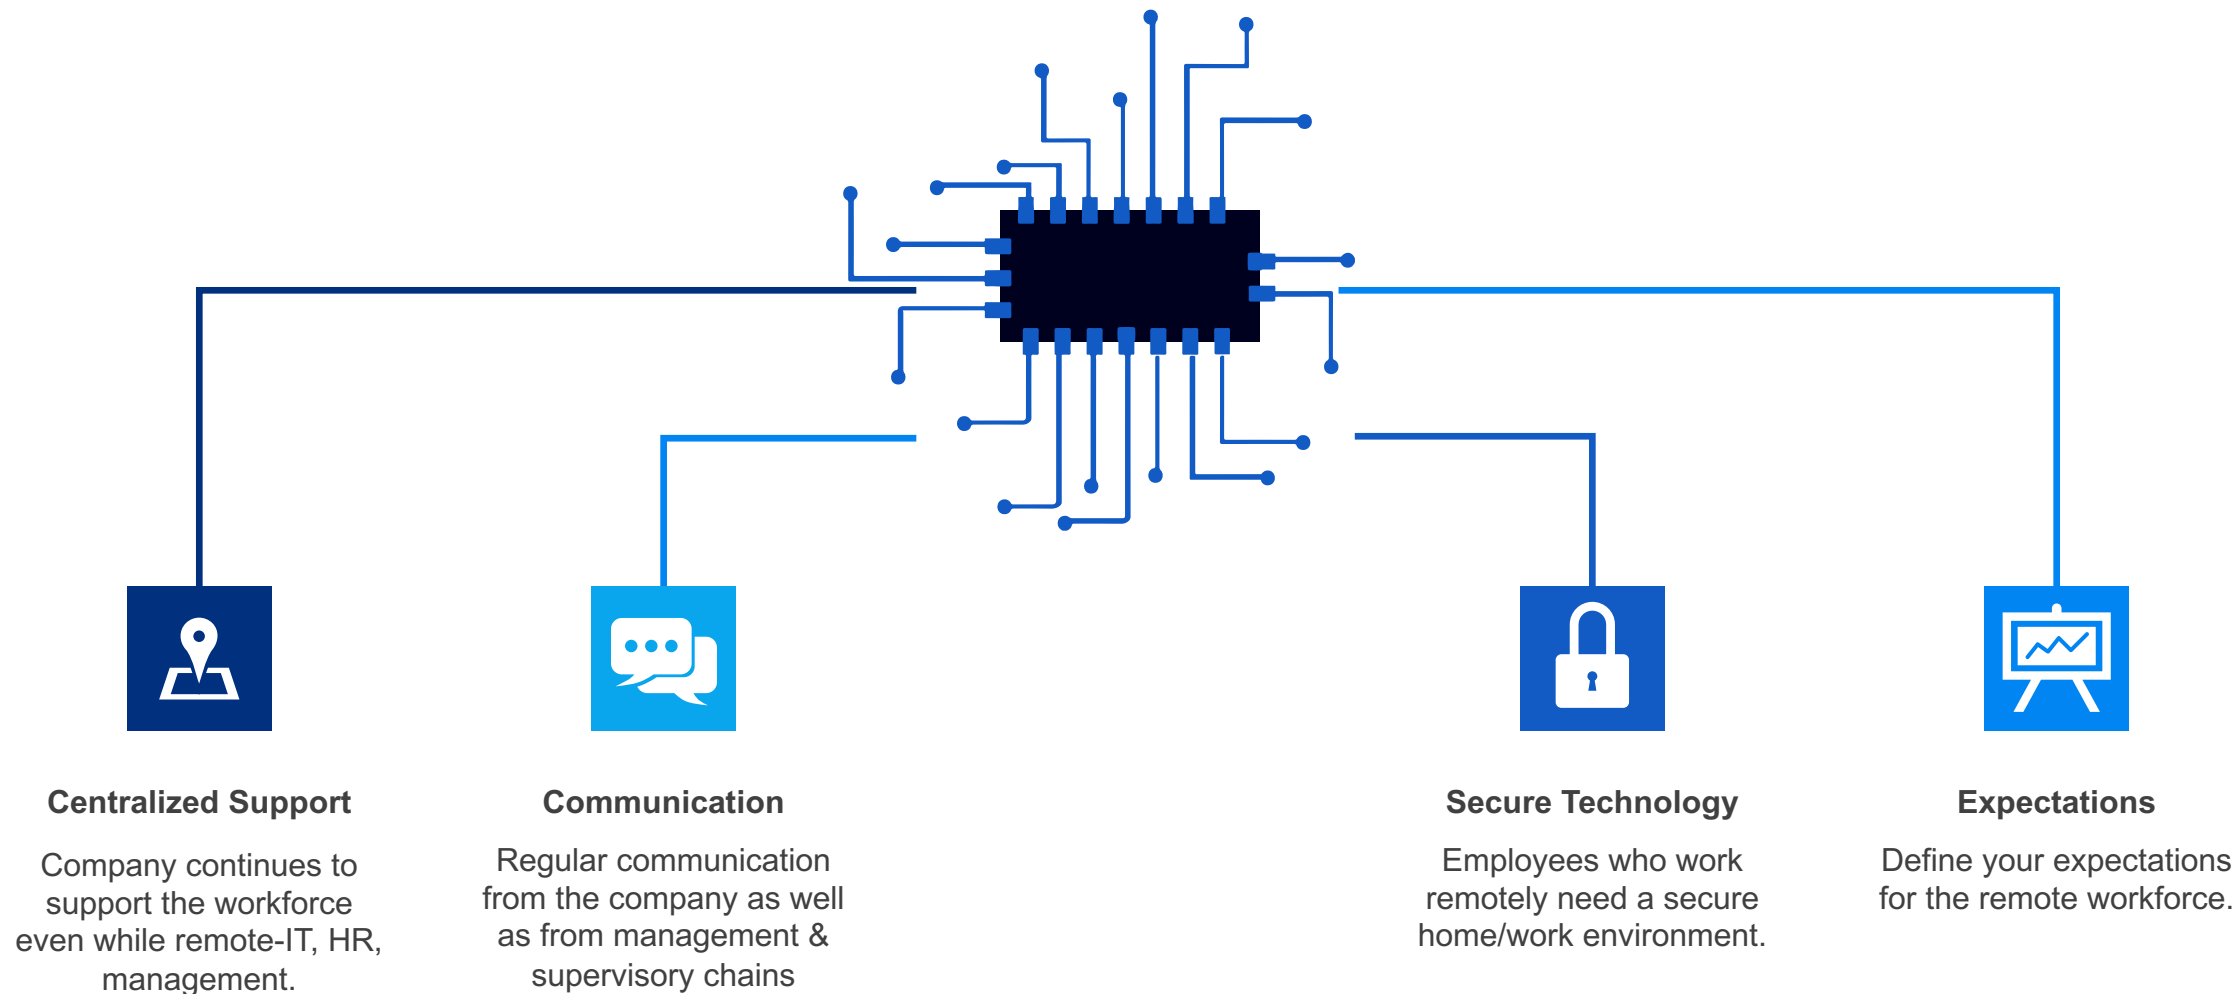 Centralized Support
Company continues to
support the workforce
even while remote-IT, HR,
management.
Communication
Regular communication
from the company as well
as from management &
supervisory chains
Secure Technology
Employees who work
remotely need a secure
home/work environment.
Expectations
Define your expectations
for the remote workforce.